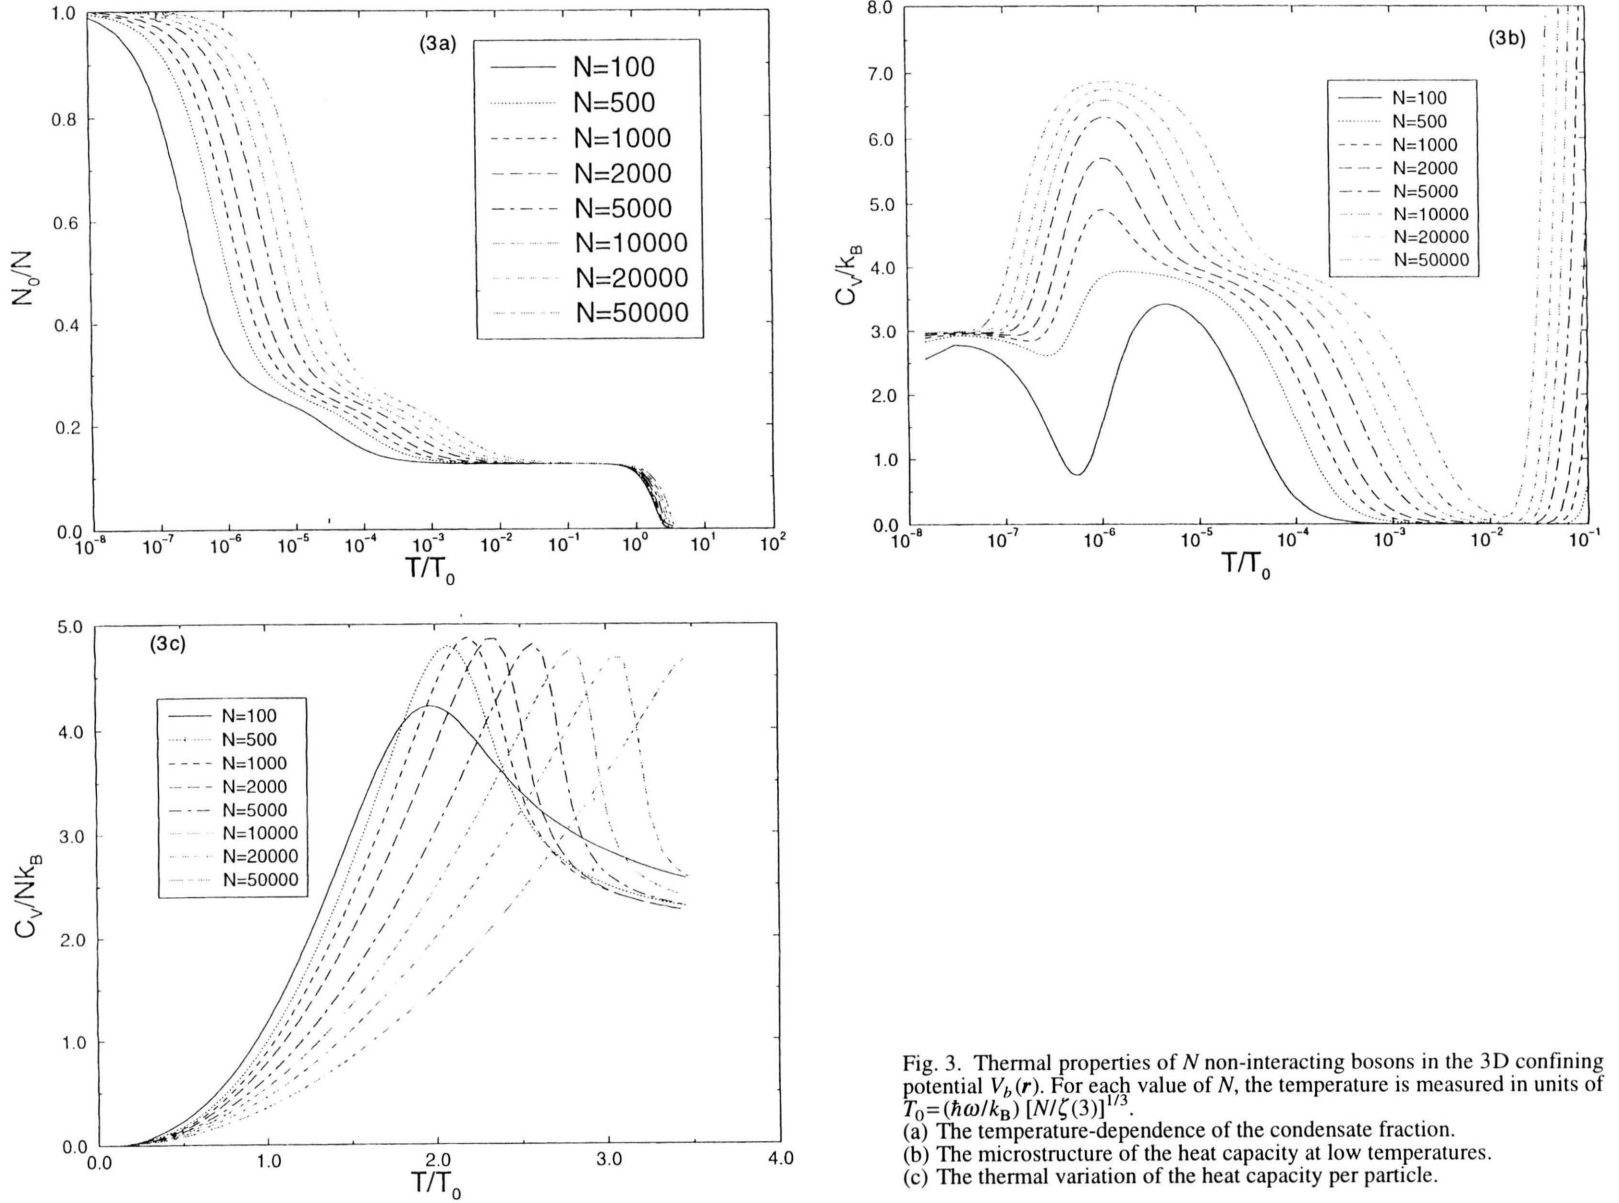 (3a)
N=100
N=500
N=1000
N=2000
N=5000
N=10000
N=20000
N=50000
1.0
0.8
0.6
0.4
0.2
0.0
N₀/N
10⁻⁸ 10⁻⁷ 10⁻⁶ 10⁻⁵ 10⁻⁴ 10⁻³ 10⁻² 10⁻¹ 10⁰ 10¹ 10²
T/T₀
(3b)
N=100
N=500
N=1000
N=2000
N=5000
N=10000
N=20000
N=50000
8.0
7.0
6.0
5.0
4.0
3.0
2.0
1.0
0.0
Cᵥ/k_B
10⁻⁸ 10⁻⁷ 10⁻⁶ 10⁻⁵ 10⁻⁴ 10⁻³ 10⁻² 10⁻¹
T/T₀
(3c)
N=100
N=500
N=1000
N=2000
N=5000
N=10000
N=20000
N=50000
5.0
4.0
3.0
2.0
1.0
0.0
Cᵥ/Nk_B
0.0 1.0 2.0 3.0 4.0
T/T₀
Fig. 3. Thermal properties of N non-interacting bosons in the 3D confining
potential V_b(r). For each value of N, the temperature is measured in units of
T₀=(ℏω/k_B) [N/ζ(3)]^1/3.
(a) The temperature-dependence of the condensate fraction.
(b) The microstructure of the heat capacity at low temperatures.
(c) The thermal variation of the heat capacity per particle.